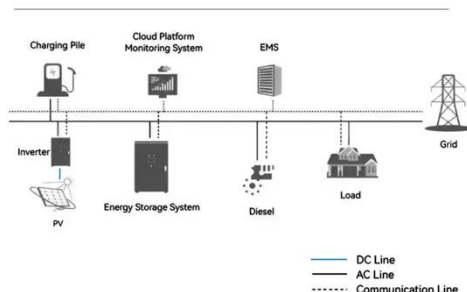 Charging Pile
Cloud Platform
Monitoring System
EMS
Grid
Inverter
PV
Energy Storage System
Diesel
Load
DC Line
AC Line
Communication Line